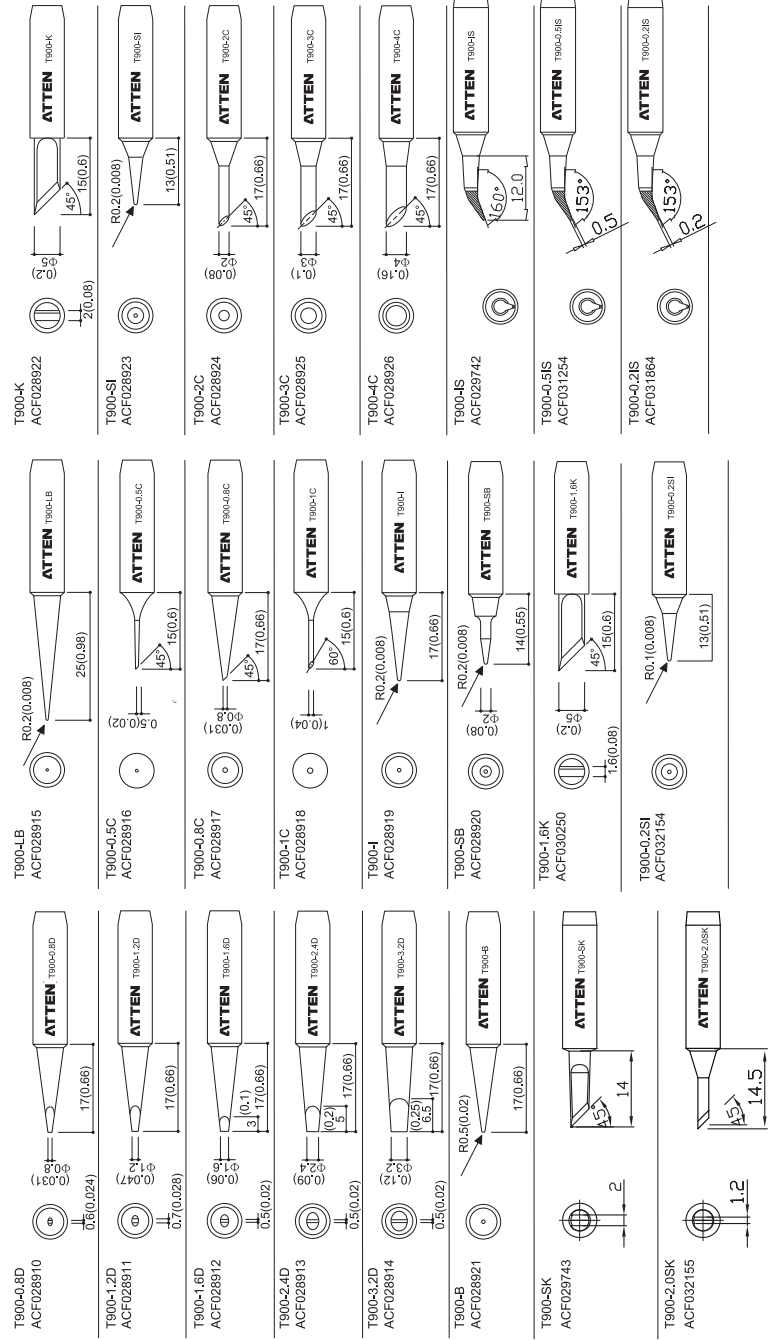 T900-0.8D
ACF028910
0.6(0.024)
Φ0.8
(0.031)
17(0.66)
ATTEN T900-0.8D
T900-1.2D
ACF028911
0.7(0.028)
Φ1.2
(0.047)
17(0.66)
ATTEN T900-1.2D
T900-1.6D
ACF028912
0.5(0.02)
Φ1.6
(0.06)
3
(0.1)
17(0.66)
ATTEN T900-1.6D
T900-2.4D
ACF028913
0.5(0.02)
Φ2.4
(0.09)
(0.2)
5
17(0.66)
ATTEN T900-2.4D
T900-3.2D
ACF028914
0.5(0.02)
Φ3.2
(0.12)
(0.25)
6.5
17(0.66)
ATTEN T900-3.2D
T900-B
ACF028921
R0.5(0.02)
17(0.66)
ATTEN T900-B
T900-SK
ACF029743
2
45°
14
ATTEN T900-SK
T900-2.0SK
ACF032155
1.2
45°
14.5
ATTEN T900-2.0SK
T900-LB
ACF028915
R0.2(0.008)
25(0.98)
ATTEN T900-LB
T900-0.5C
ACF028916
0.5(0.02)
45°
15(0.6)
ATTEN T900-0.5C
T900-0.8C
ACF028917
Φ0.8
(0.031)
45°
17(0.66)
ATTEN T900-0.8C
T900-1C
ACF028918
1(0.04)
60°
15(0.6)
ATTEN T900-1C
T900-I
ACF028919
R0.2(0.008)
17(0.66)
ATTEN T900-I
T900-SB
ACF028920
Φ2
(0.08)
R0.2(0.008)
14(0.55)
ATTEN T900-SB
T900-1.6K
ACF030250
1.6(0.08)
Φ5
(0.2)
45°
15(0.6)
ATTEN T900-1.6K
T900-0.2SI
ACF032154
R0.1(0.008)
13(0.51)
ATTEN T900-0.2SI
T900-K
ACF028922
2(0.08)
Φ5
(0.2)
45°
15(0.6)
ATTEN T900-K
T900-SI
ACF028923
R0.2(0.008)
13(0.51)
ATTEN T900-SI
T900-2C
ACF028924
Φ2
(0.08)
45°
17(0.66)
ATTEN T900-2C
T900-3C
ACF028925
Φ3
(0.1)
45°
17(0.66)
ATTEN T900-3C
T900-4C
ACF028926
Φ4
(0.16)
45°
17(0.66)
ATTEN T900-4C
T900-IS
ACF029742
160°
12.0
ATTEN T900-IS
T900-0.5IS
ACF031254
0.5
153°
ATTEN T900-0.5IS
T900-0.2IS
ACF031864
0.2
153°
ATTEN T900-0.2IS